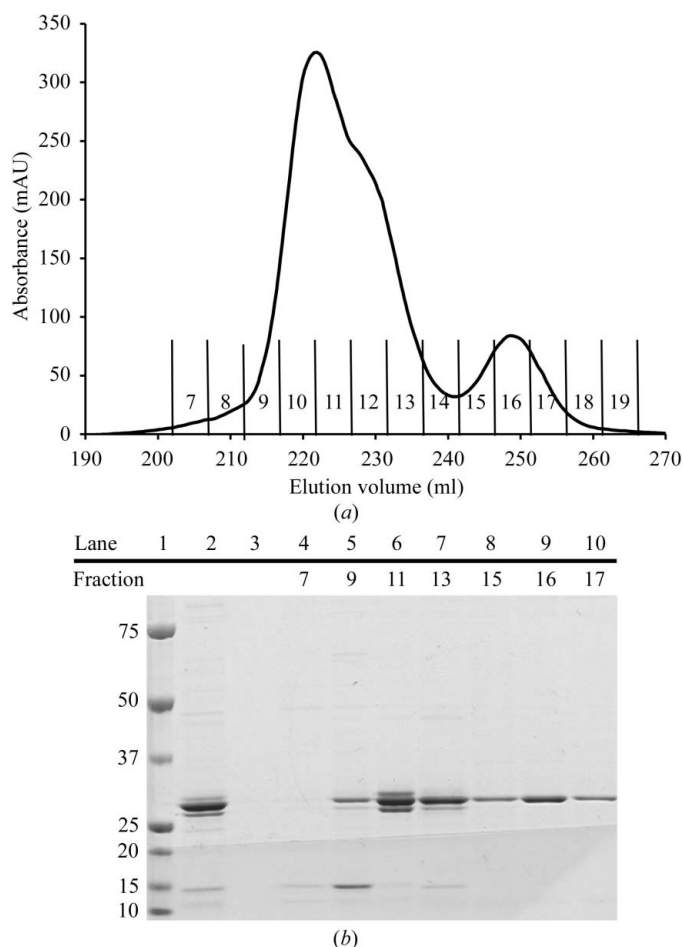 350
300
250
200
150
100
50
0
Absorbance (mAU)
7 8 9 10 11 12 13 14 15 16 17 18 19
190 200 210 220 230 240 250 260 270
Elution volume (ml)
(a)
Lane 1 2 3 4 5 6 7 8 9 10
Fraction 7 9 11 13 15 16 17
75
50
37
25
20
15
10
(b)